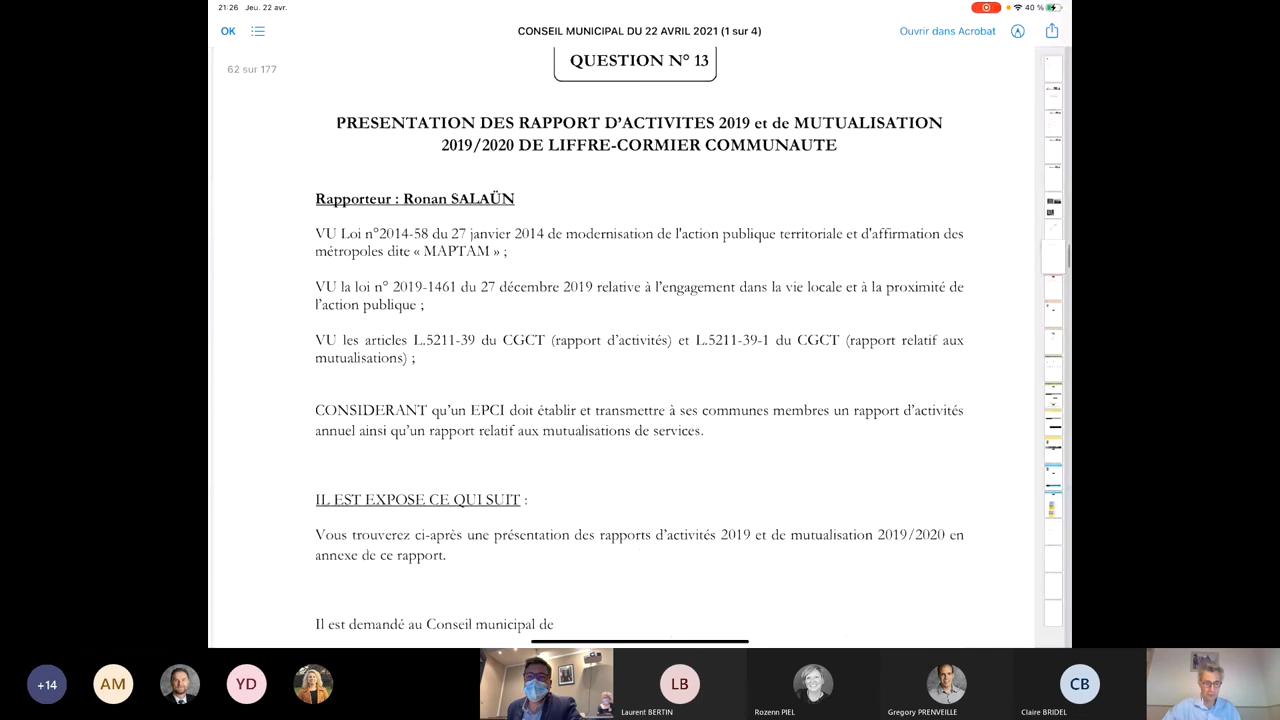 21:26 Jeu. 22 avr.
40 %
OK
CONSEIL MUNICIPAL DU 22 AVRIL 2021 (1 sur 4)
Ouvrir dans Acrobat
62 sur 177
QUESTION N° 13
PRESENTATION DES RAPPORT D'ACTIVITES 2019 et de MUTUALISATION
2019/2020 DE LIFFRE-CORMIER COMMUNAUTE
Rapporteur : Ronan SALAÜN
VU Loi n°2014-58 du 27 janvier 2014 de modernisation de l'action publique territoriale et d'affirmation des
métropoles dite « MAPTAM » ;
VU la loi n° 2019-1461 du 27 décembre 2019 relative à l'engagement dans la vie locale et à la proximité de
l'action publique ;
VU les articles L.5211-39 du CGCT (rapport d'activités) et L.5211-39-1 du CGCT (rapport relatif aux
mutualisations) ;
CONSIDERANT qu'un EPCI doit établir et transmettre à ses communes membres un rapport d'activités
annuel ainsi qu'un rapport relatif aux mutualisations de services.
IL EST EXPOSE CE QUI SUIT :
Vous trouverez ci-après une présentation des rapports d'activités 2019 et de mutualisation 2019/2020 en
annexe de ce rapport.
Il est demandé au Conseil municipal de
+14
AM
YD
LB
CB
Laurent BERTIN
Rozenn PIEL
Gregory PRENVEILLE
Claire BRIDEL